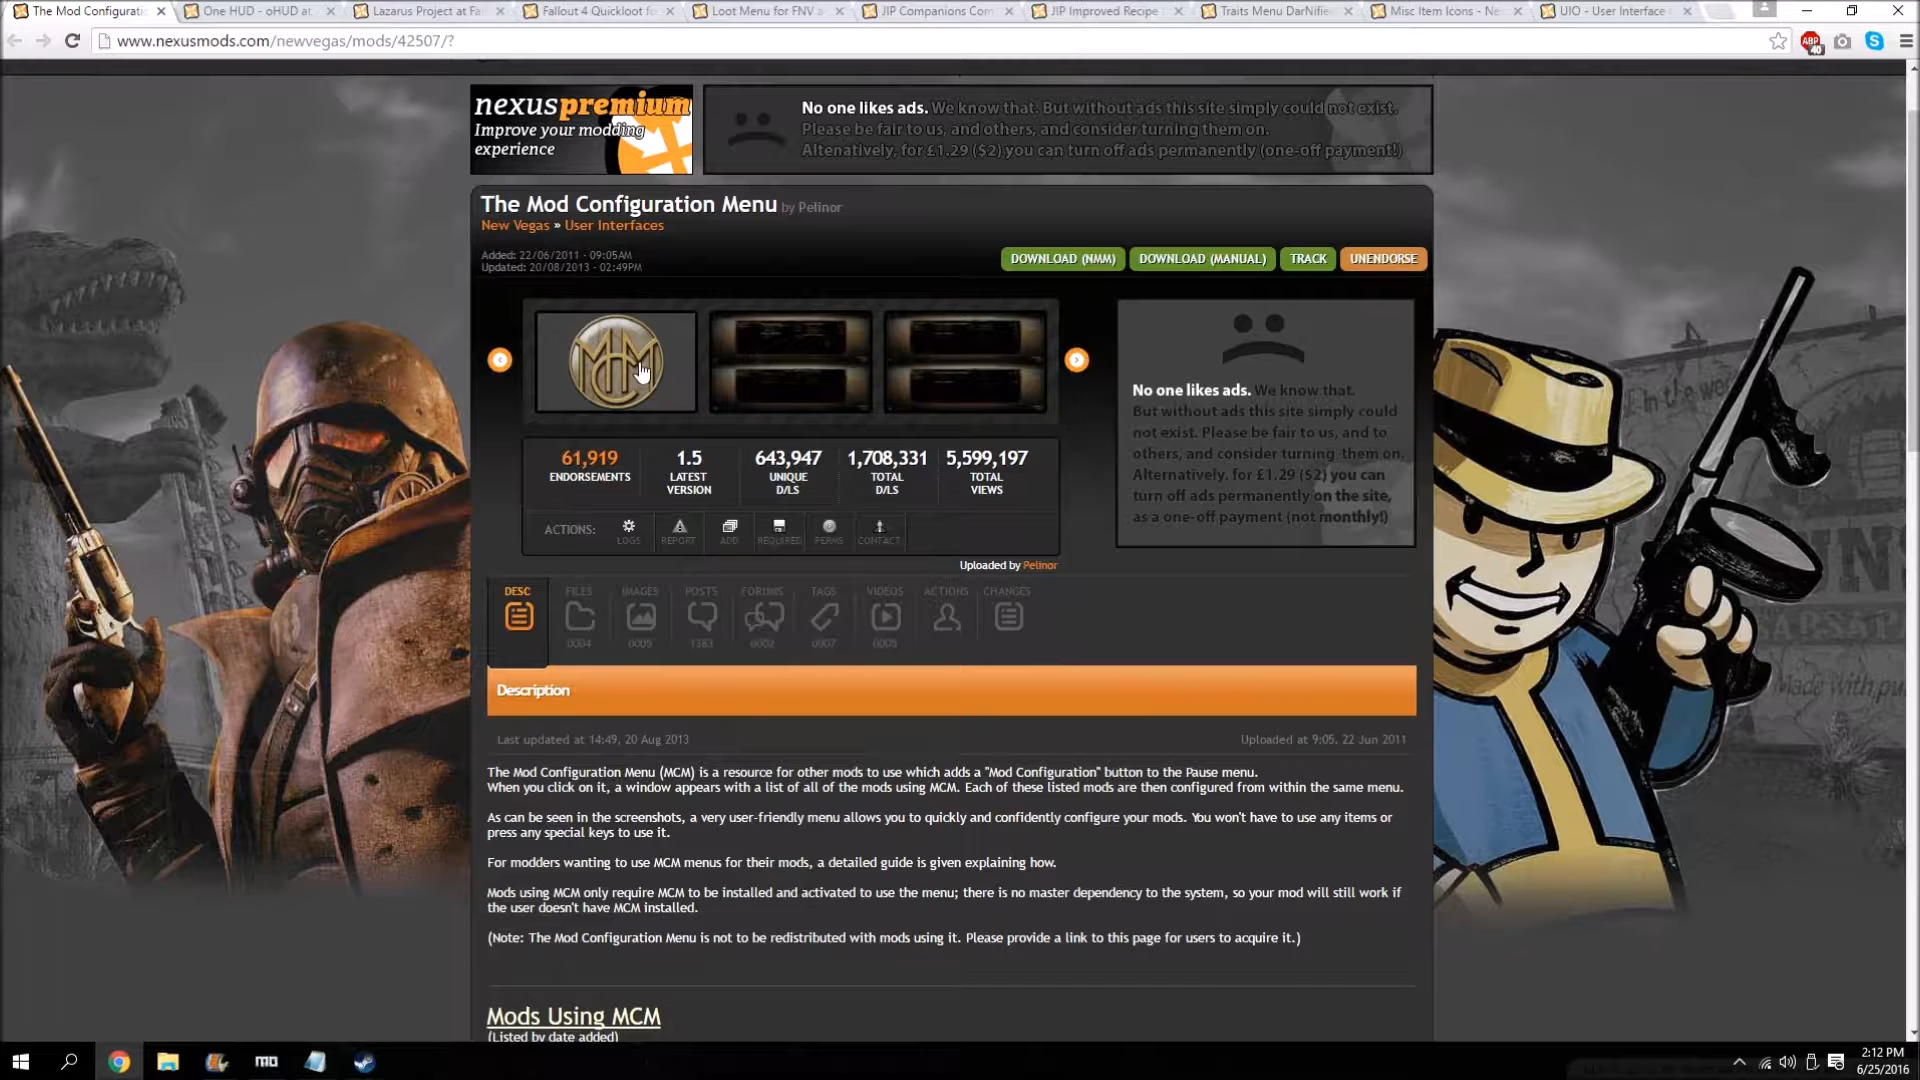 The Mod Configurati
One HUD - oHUD at
Lazarus Project at Fa
Fallout 4 Quickloot fo
Loot Menu for FNV a
JIP Companions Com
JIP Improved Recipe
Traits Menu DarNifie
Misc Item Icons - Ne
UIO - User Interface
www.nexusmods.com/newvegas/mods/42507/?
ABP
40
nexuspremium
Improve your modding
experience
No one likes ads. We know that. But without ads this site simply could not exist.
Please be fair to us, and others, and consider turning them on.
Altenatively, for £1.29 ($2) you can turn off ads permanently (one-off payment!)
The Mod Configuration Menu by Pelinor
New Vegas » User Interfaces
Added: 22/06/2011 - 09:05AM
Updated: 20/08/2013 - 02:49PM
DOWNLOAD (NMM)
DOWNLOAD (MANUAL)
TRACK
UNENDORSE
MCM
No one likes ads. We know that.
But without ads this site simply could
not exist. Please be fair to us, and to
others, and consider turning them on.
Alternatively. for £1.29 ($2) you can
turn off ads permanently on the site,
as a one-off payment (not monthly!)
61,919
ENDORSEMENTS
1.5
LATEST
VERSION
643,947
UNIQUE
D/LS
1,708,331
TOTAL
D/LS
5,599,197
TOTAL
VIEWS
ACTIONS:
LOGS
REPORT
ADD
REQUIRED
PERMS
CONTACT
Uploaded by Pelinor
DESC
FILES
0004
IMAGES
0005
POSTS
1383
FORUMS
0002
TAGS
0007
VIDEOS
0005
ACTIONS
CHANGES
Description
Last updated at 14:49, 20 Aug 2013
Uploaded at 9:05, 22 Jun 2011
The Mod Configuration Menu (MCM) is a resource for other mods to use which adds a "Mod Configuration" button to the Pause menu.
When you click on it, a window appears with a list of all of the mods using MCM. Each of these listed mods are then configured from within the same menu.
As can be seen in the screenshots, a very user-friendly menu allows you to quickly and confidently configure your mods. You won't have to use any items or
press any special keys to use it.
For modders wanting to use MCM menus for their mods, a detailed guide is given explaining how.
Mods using MCM only require MCM to be installed and activated to use the menu; there is no master dependency to the system, so your mod will still work if
the user doesn't have MCM installed.
(Note: The Mod Configuration Menu is not to be redistributed with mods using it. Please provide a link to this page for users to acquire it.)
Mods Using MCM
(Listed by date added)
MO
2:12 PM
6/25/2016